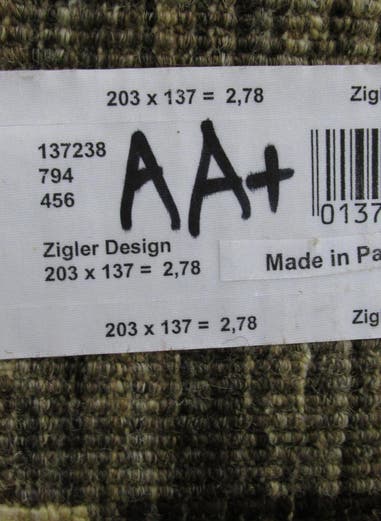 203 x 137 = 2,78 Zigl
137238
794
456
AA+
0137
Zigler Design
203 x 137 = 2,78
Made in Pa
203 x 137 = 2,78 Zig